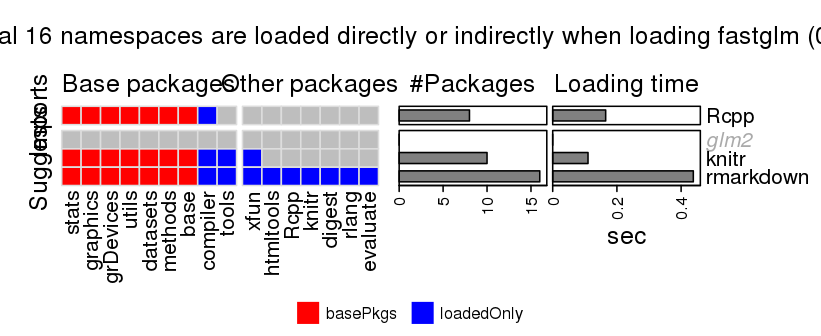 al 16 namespaces are loaded directly or indirectly when loading fastglm (0
Base packages
Other packages
#Packages
Loading time
Imports
Suggests
Rcpp
glm2
knitr
rmarkdown
stats
graphics
grDevices
utils
datasets
methods
base
compiler
tools
xfun
htmltools
Rcpp
knitr
digest
rlang
evaluate
0
5
10
15
0
0.2
0.4
sec
basePkgs
loadedOnly